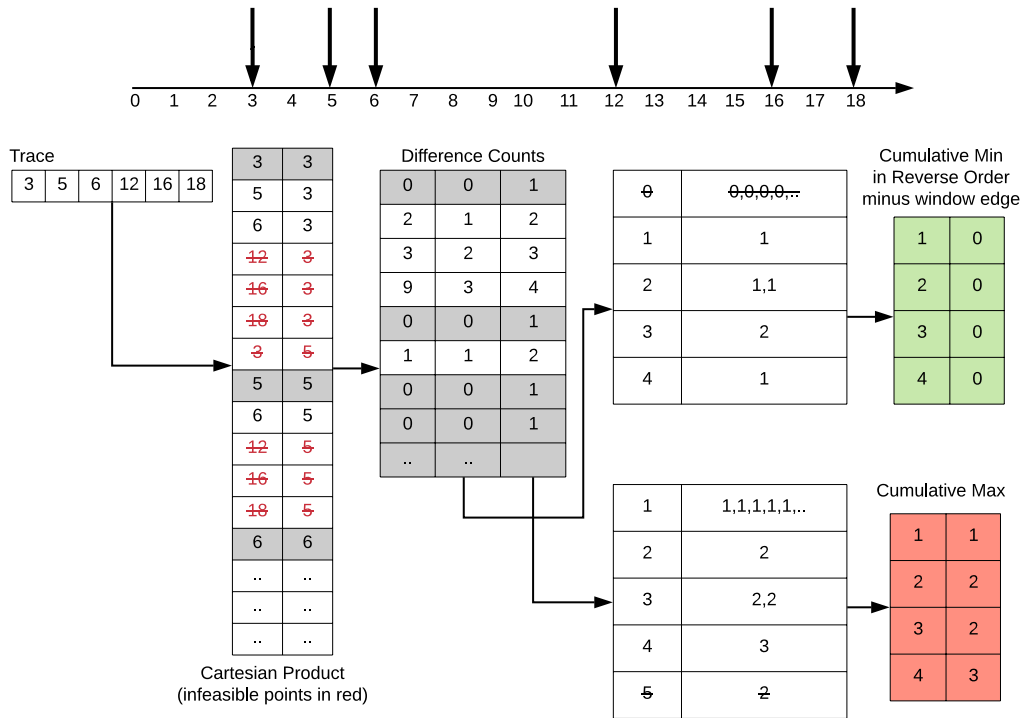 0 1 2 3 4 5 6 7 8 9 10 11 12 13 14 15 16 17 18
Trace
3 5 6 12 16 18
3 3
5 3
6 3
12 3
16 3
18 3
3 5
5 5
6 5
12 5
16 5
18 5
6 6
.. ..
.. ..
.. ..
Cartesian Product
(infeasible points in red)
Difference Counts
0 0 1
2 1 2
3 2 3
9 3 4
0 0 1
1 1 2
0 0 1
0 0 1
.. ..
0 0,0,0,0,..
1 1
2 1,1
3 2
4 1
Cumulative Min
in Reverse Order
minus window edge
1 0
2 0
3 0
4 0
1 1,1,1,1,1,..
2 2
3 2,2
4 3
5 2
Cumulative Max
1 1
2 2
3 2
4 3